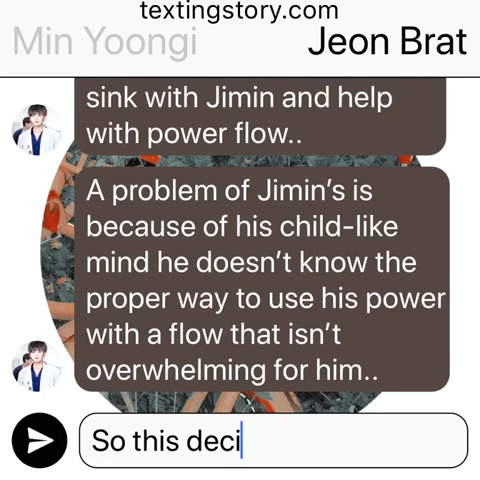 textingstory.com
Min Yoongi Jeon Brat
sink with Jimin and help
with power flow..
A problem of Jimin’s is
because of his child-like
mind he doesn’t know the
proper way to use his power
with a flow that isn’t
overwhelming for him..
So this deci